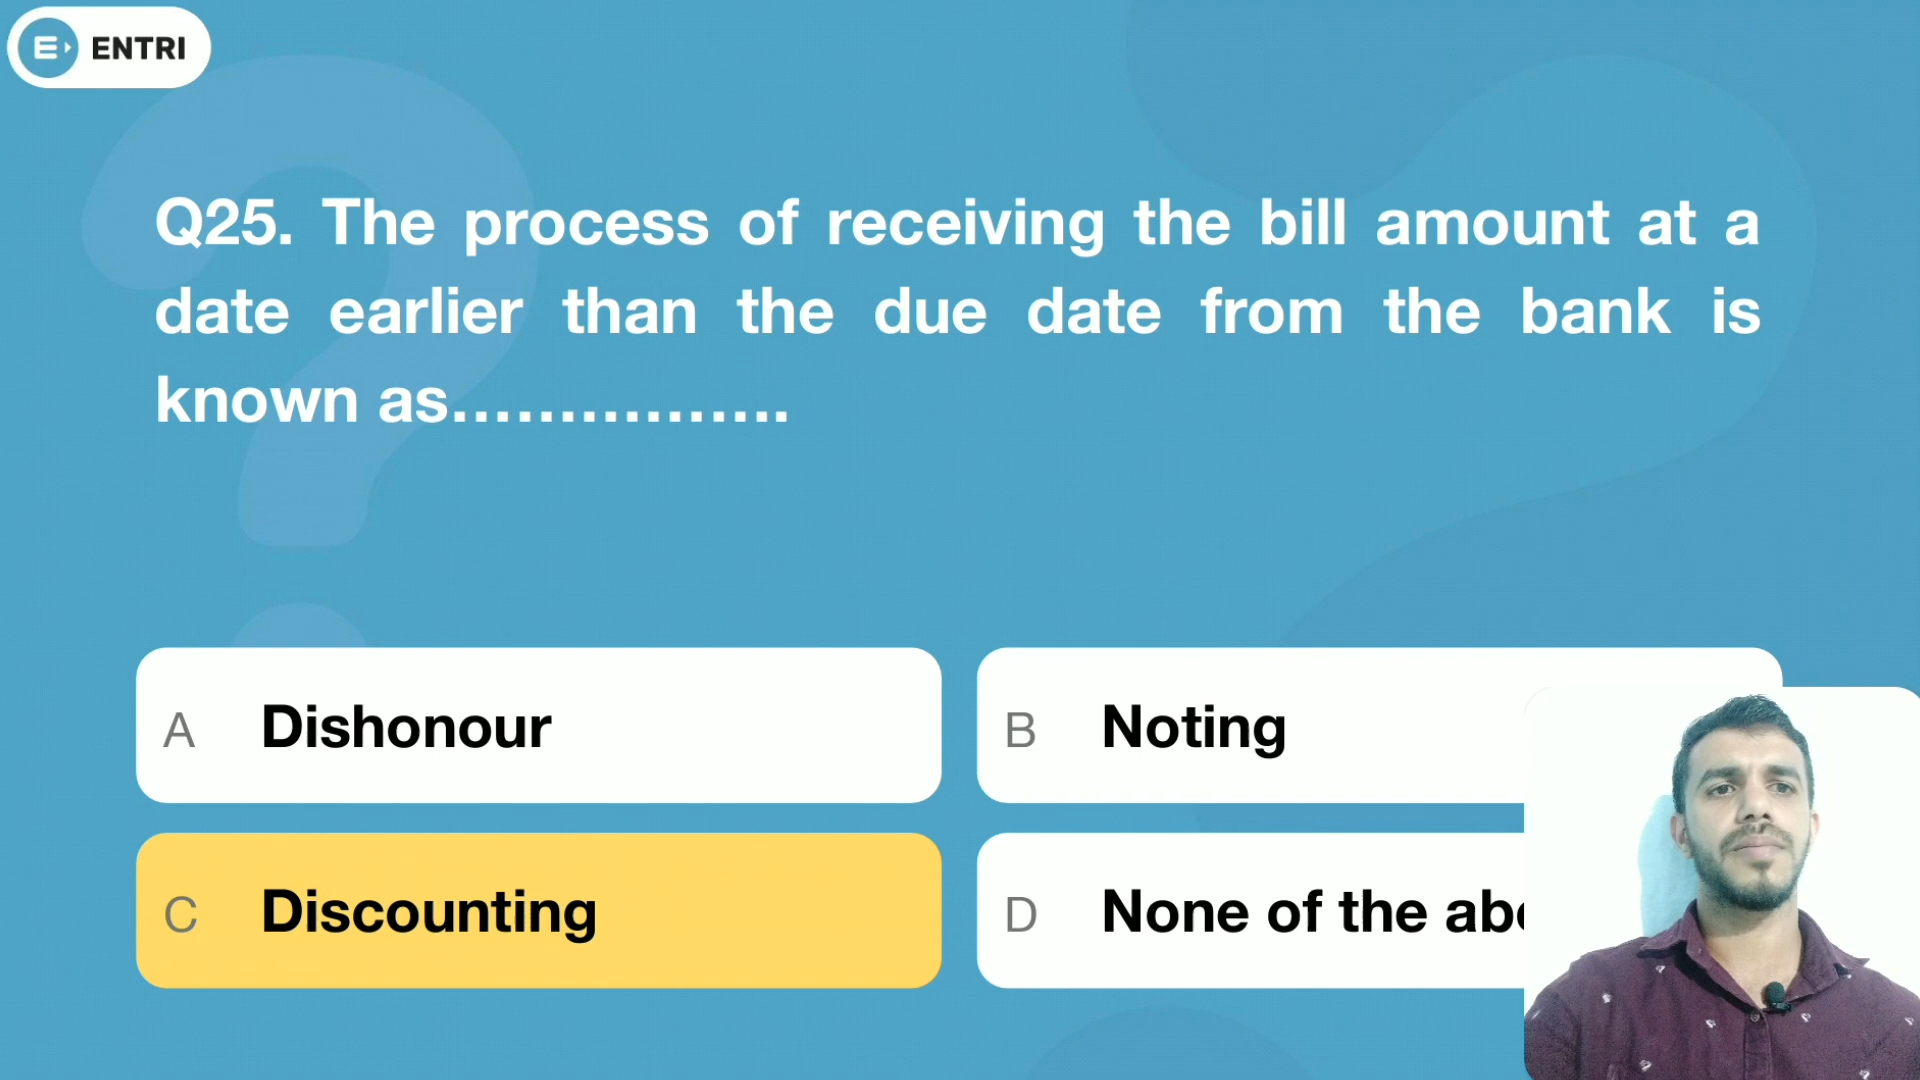 ENTRI
Q25. The process of receiving the bill amount at a
date earlier than the due date from the bank is
known as................
A Dishonour
B Noting
C Discounting
D None of the